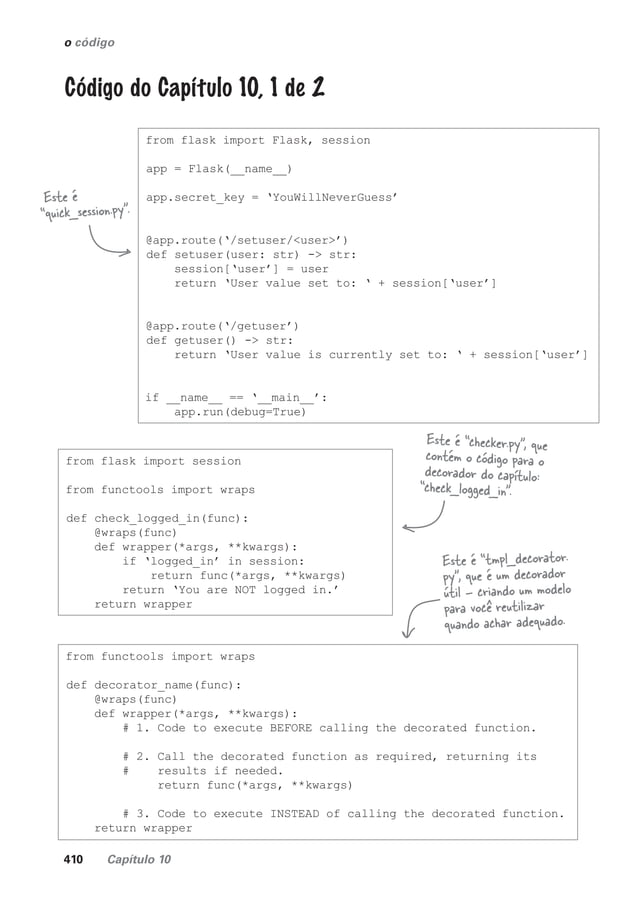 o código
Código do Capítulo 10, 1 de 2
from flask import Flask, session
app = Flask(__name__)
app.secret_key = ‘YouWillNeverGuess’
Este é
“quick_session.py”.
@app.route(‘/setuser/<user>’)
def setuser(user: str) -> str:
    session[‘user’] = user
    return ‘User value set to: ‘ + session[‘user’]
@app.route(‘/getuser’)
def getuser() -> str:
    return ‘User value is currently set to: ‘ + session[‘user’]
if __name__ == ‘__main__’:
    app.run(debug=True)
Este é “checker.py”, que
contém o código para o
decorador do capítulo:
“check_logged_in”.
from flask import session
from functools import wraps
def check_logged_in(func):
    @wraps(func)
    def wrapper(*args, **kwargs):
        if ‘logged_in’ in session:
            return func(*args, **kwargs)
        return ‘You are NOT logged in.’
    return wrapper
Este é “tmpl_decorator.
py”, que é um decorador
útil – criando um modelo
para você reutilizar
quando achar adequado.
from functools import wraps
def decorator_name(func):
    @wraps(func)
    def wrapper(*args, **kwargs):
        # 1. Code to execute BEFORE calling the decorated function.
        # 2. Call the decorated function as required, returning its
        #    results if needed.
             return func(*args, **kwargs)
        # 3. Code to execute INSTEAD of calling the decorated function.
    return wrapper
410 Capítulo 10